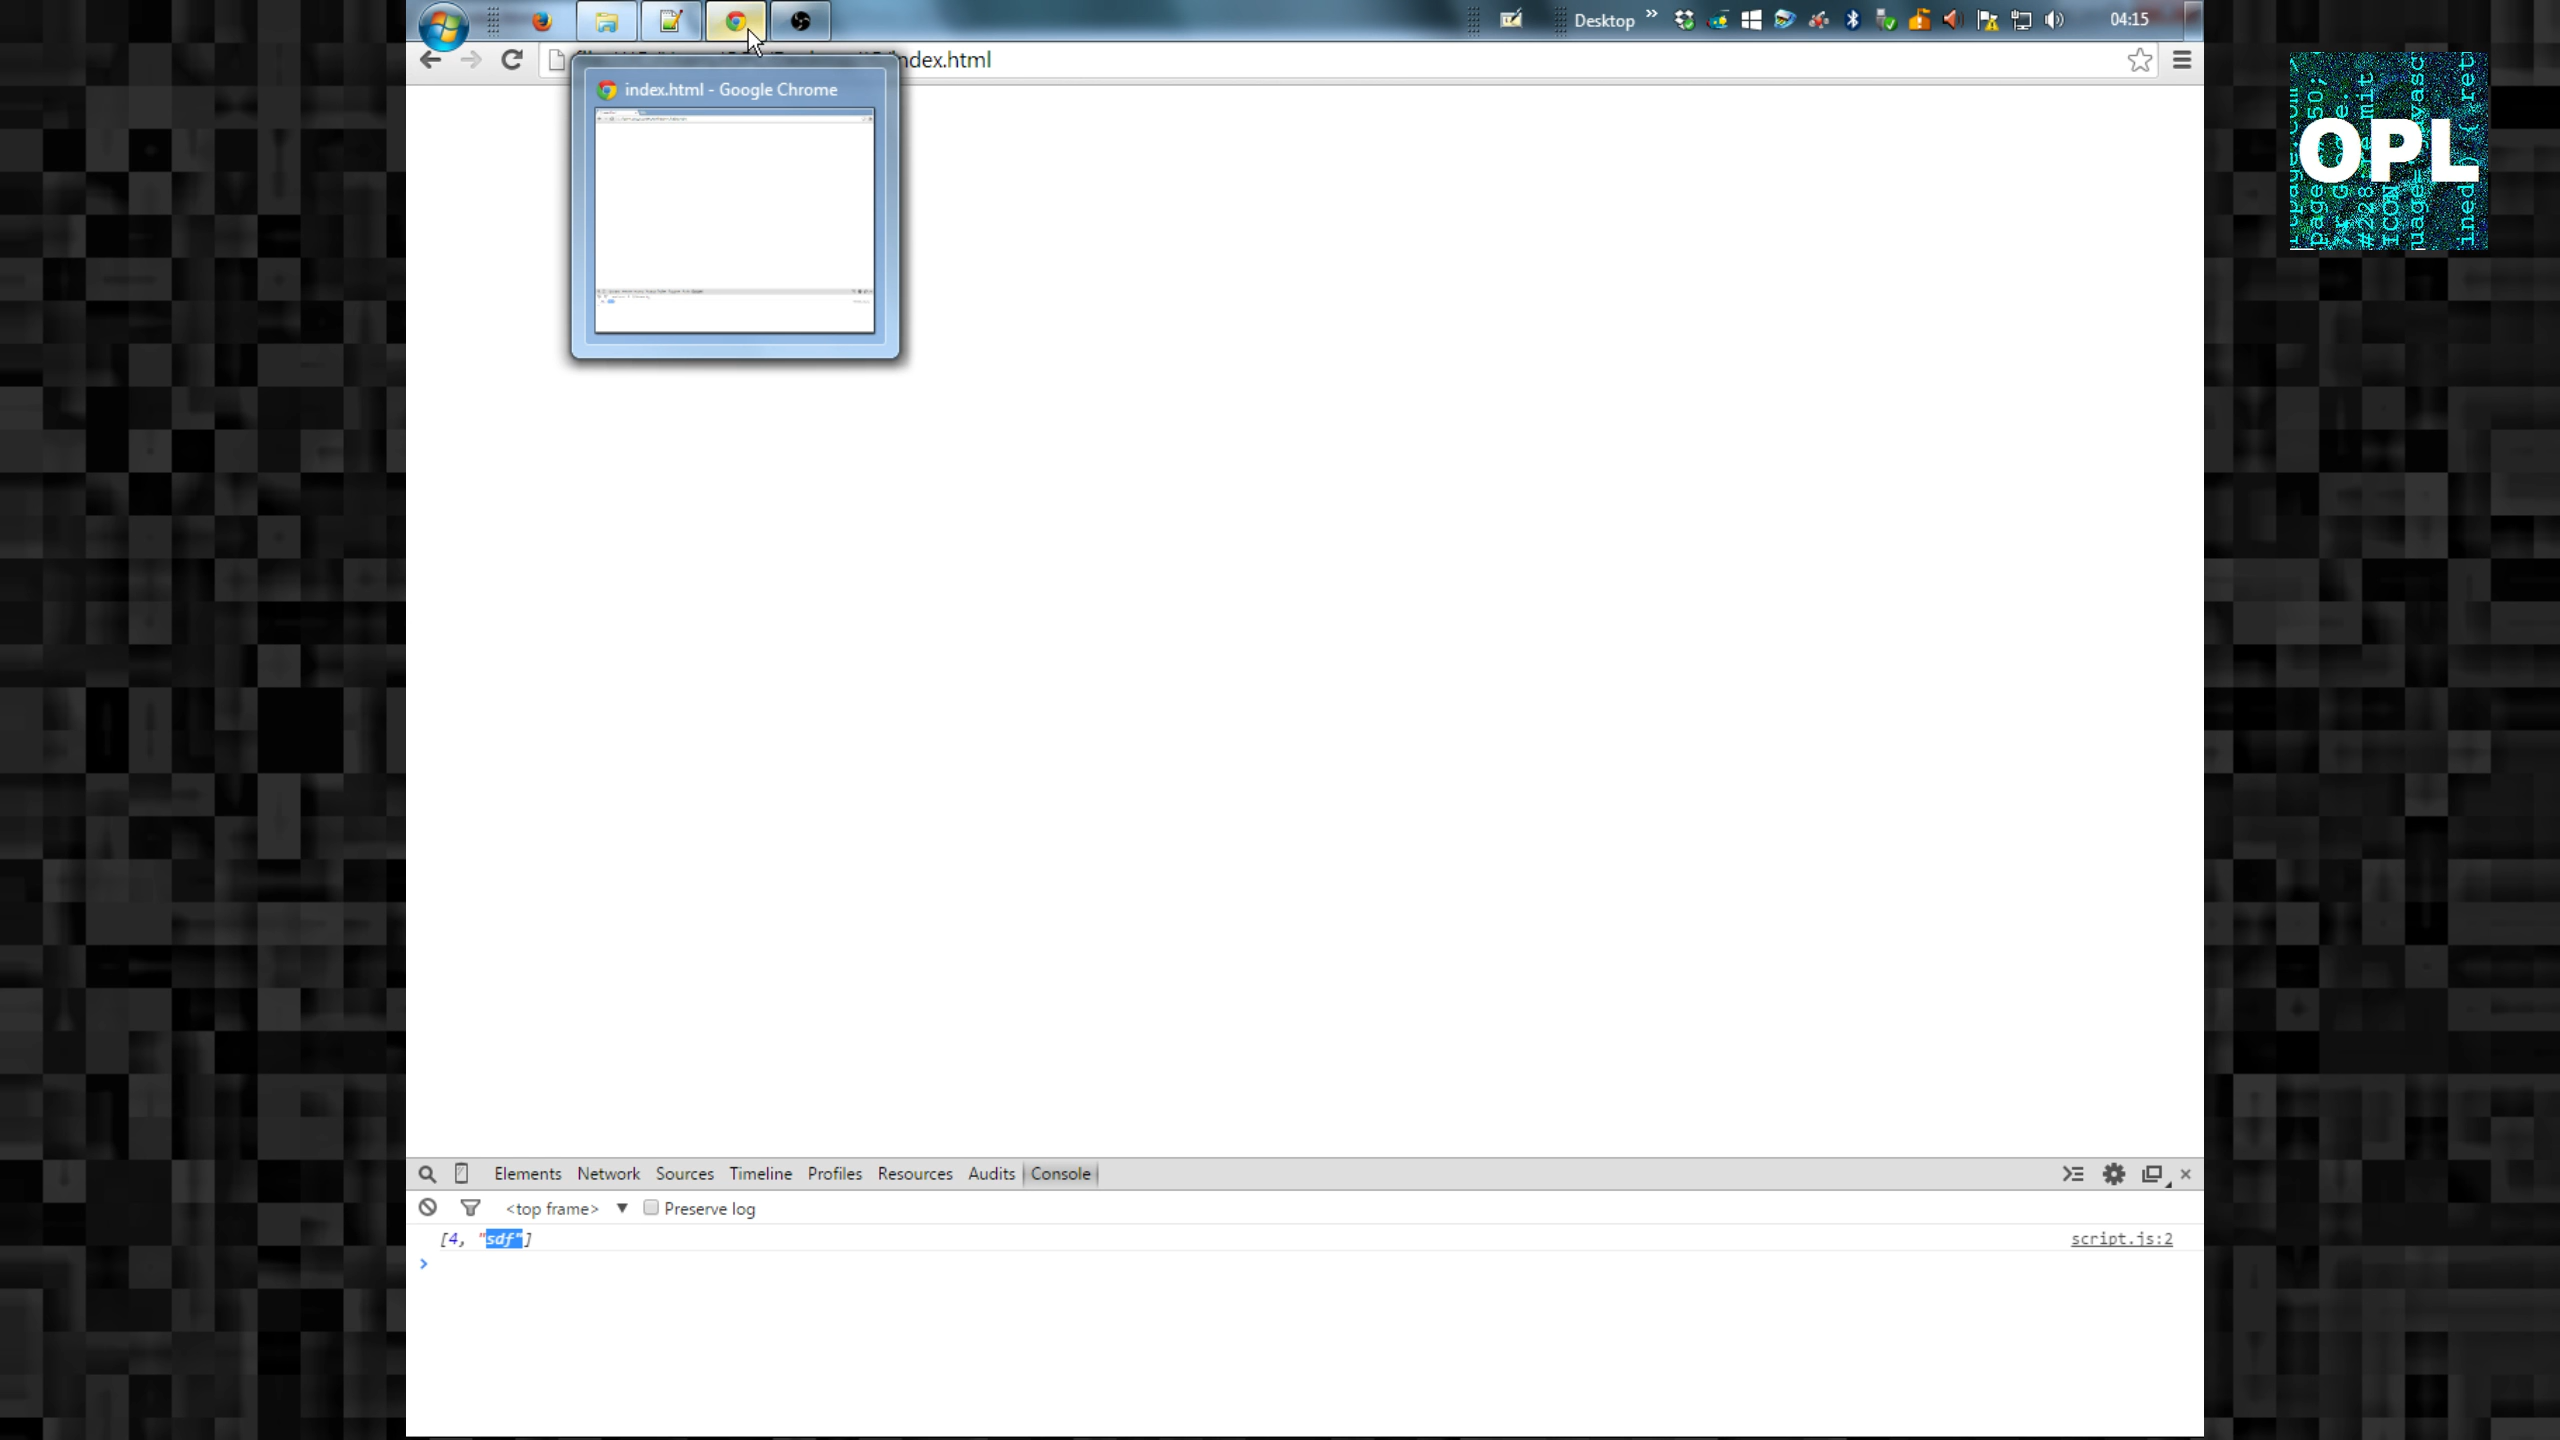 Desktop » 04:15
index.html
index.html - Google Chrome
OPL
Elements Network Sources Timeline Profiles Resources Audits Console
<top frame> ▼ Preserve log
[4, "sdf"] script.js:2